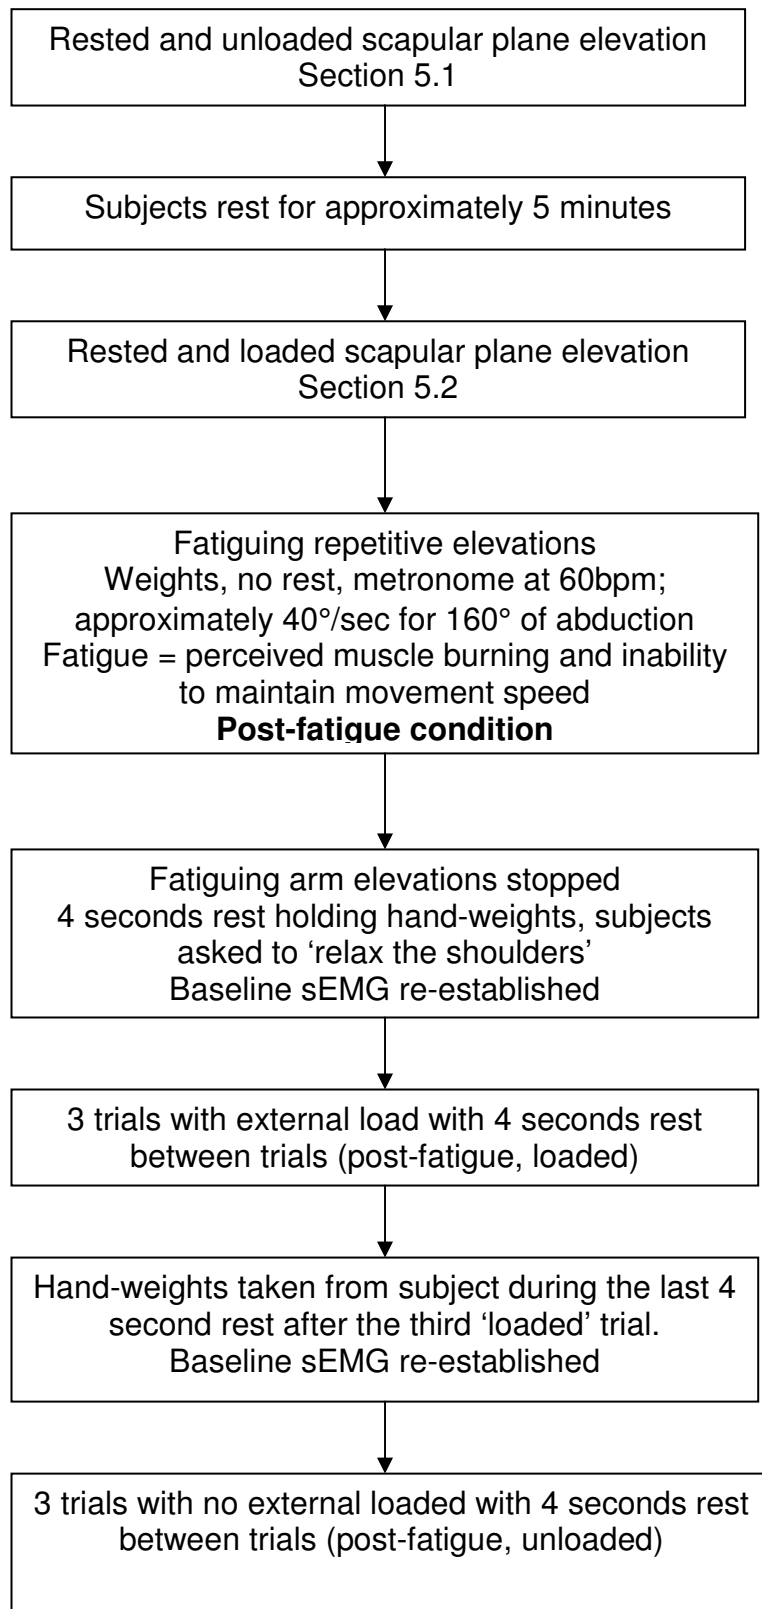 Rested and unloaded scapular plane elevation
Section 5.1
Subjects rest for approximately 5 minutes
Rested and loaded scapular plane elevation
Section 5.2
Fatiguing repetitive elevations
Weights, no rest, metronome at 60bpm;
approximately 40°/sec for 160° of abduction
Fatigue = perceived muscle burning and inability
to maintain movement speed
Post-fatigue condition
Fatiguing arm elevations stopped
4 seconds rest holding hand-weights, subjects
asked to ‘relax the shoulders’
Baseline sEMG re-established
3 trials with external load with 4 seconds rest
between trials (post-fatigue, loaded)
Hand-weights taken from subject during the last 4
second rest after the third ‘loaded’ trial.
Baseline sEMG re-established
3 trials with no external loaded with 4 seconds rest
between trials (post-fatigue, unloaded)